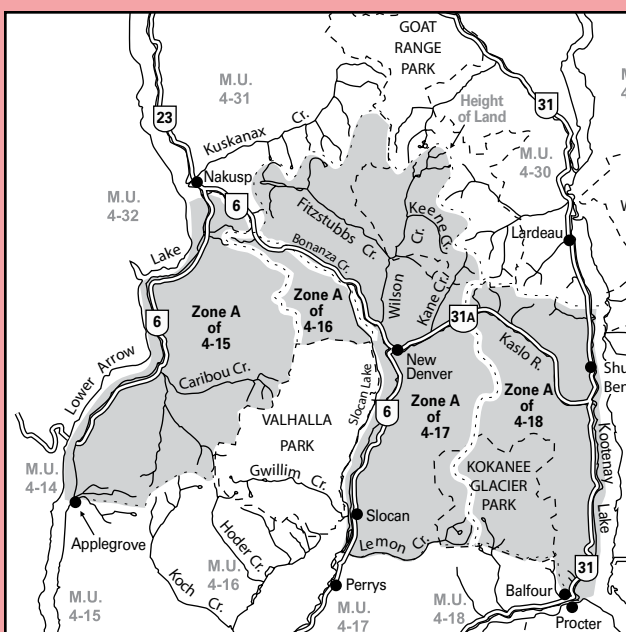 GOAT
RANGE
PARK
M.U.
4-31
Height
of Land
31
23
Kuskanax Cr.
M.U.
4-30
Nakusp
M.U.
4-32
6
Fitzstubbs Cr.
Keene Cr.
Cr.
Lardeau
Bonanza Cr.
Lake
Wilson
Kane Cr.
Zone A
of
4-15
Zone A
of
4-16
31A
6
Kaslo R.
Lower Arrow
New
Denver
Shu
Ben
Caribou Cr.
Slocan Lake
Zone A
of
4-17
Zone A
of
4-18
6
VALHALLA
PARK
Kootenay
Lake
M.U.
4-14
Gwillim Cr.
KOKANEE
GLACIER
PARK
Slocan
Applegrove
Hoder Cr.
Lemon Cr.
M.U.
4-16
Koch Cr.
31
Perrys
Balfour
M.U.
4-15
M.U.
4-17
M.U.
4-18
Procter